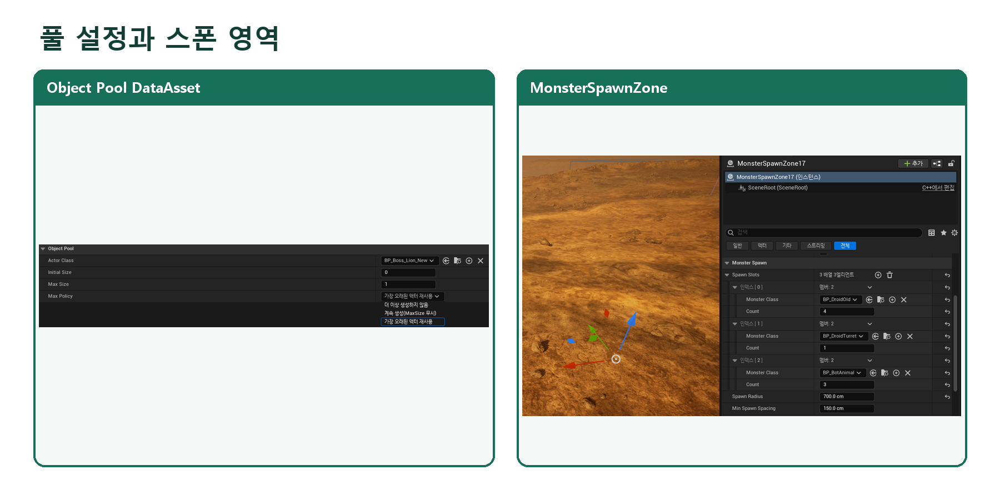 풀 설정과 스폰 영역
Object Pool DataAsset
Object Pool
Actor Class
BP_Boss_Lion_New
Initial Size
0
Max Size
1
Max Policy
가장 오래된 액터 재사용
더 이상 생성하지 않음
계속 생성(MaxSize 무시)
가장 오래된 액터 재사용
MonsterSpawnZone
MonsterSpawnZone17
추가
MonsterSpawnZone17 (인스턴스)
SceneRoot (SceneRoot)
C++에서 편집
검색
일반 액터 기타 스트리밍 전체
Monster Spawn
Spawn Slots
3 배열 3엘리먼트
인덱스 [ 0 ]
멤버: 2
Monster Class
BP_DroidOld
Count
4
인덱스 [ 1 ]
멤버: 2
Monster Class
BP_DroidTurret
Count
1
인덱스 [ 2 ]
멤버: 2
Monster Class
BP_BotAnimal
Count
3
Spawn Radius
700.0 cm
Min Spawn Spacing
150.0 cm